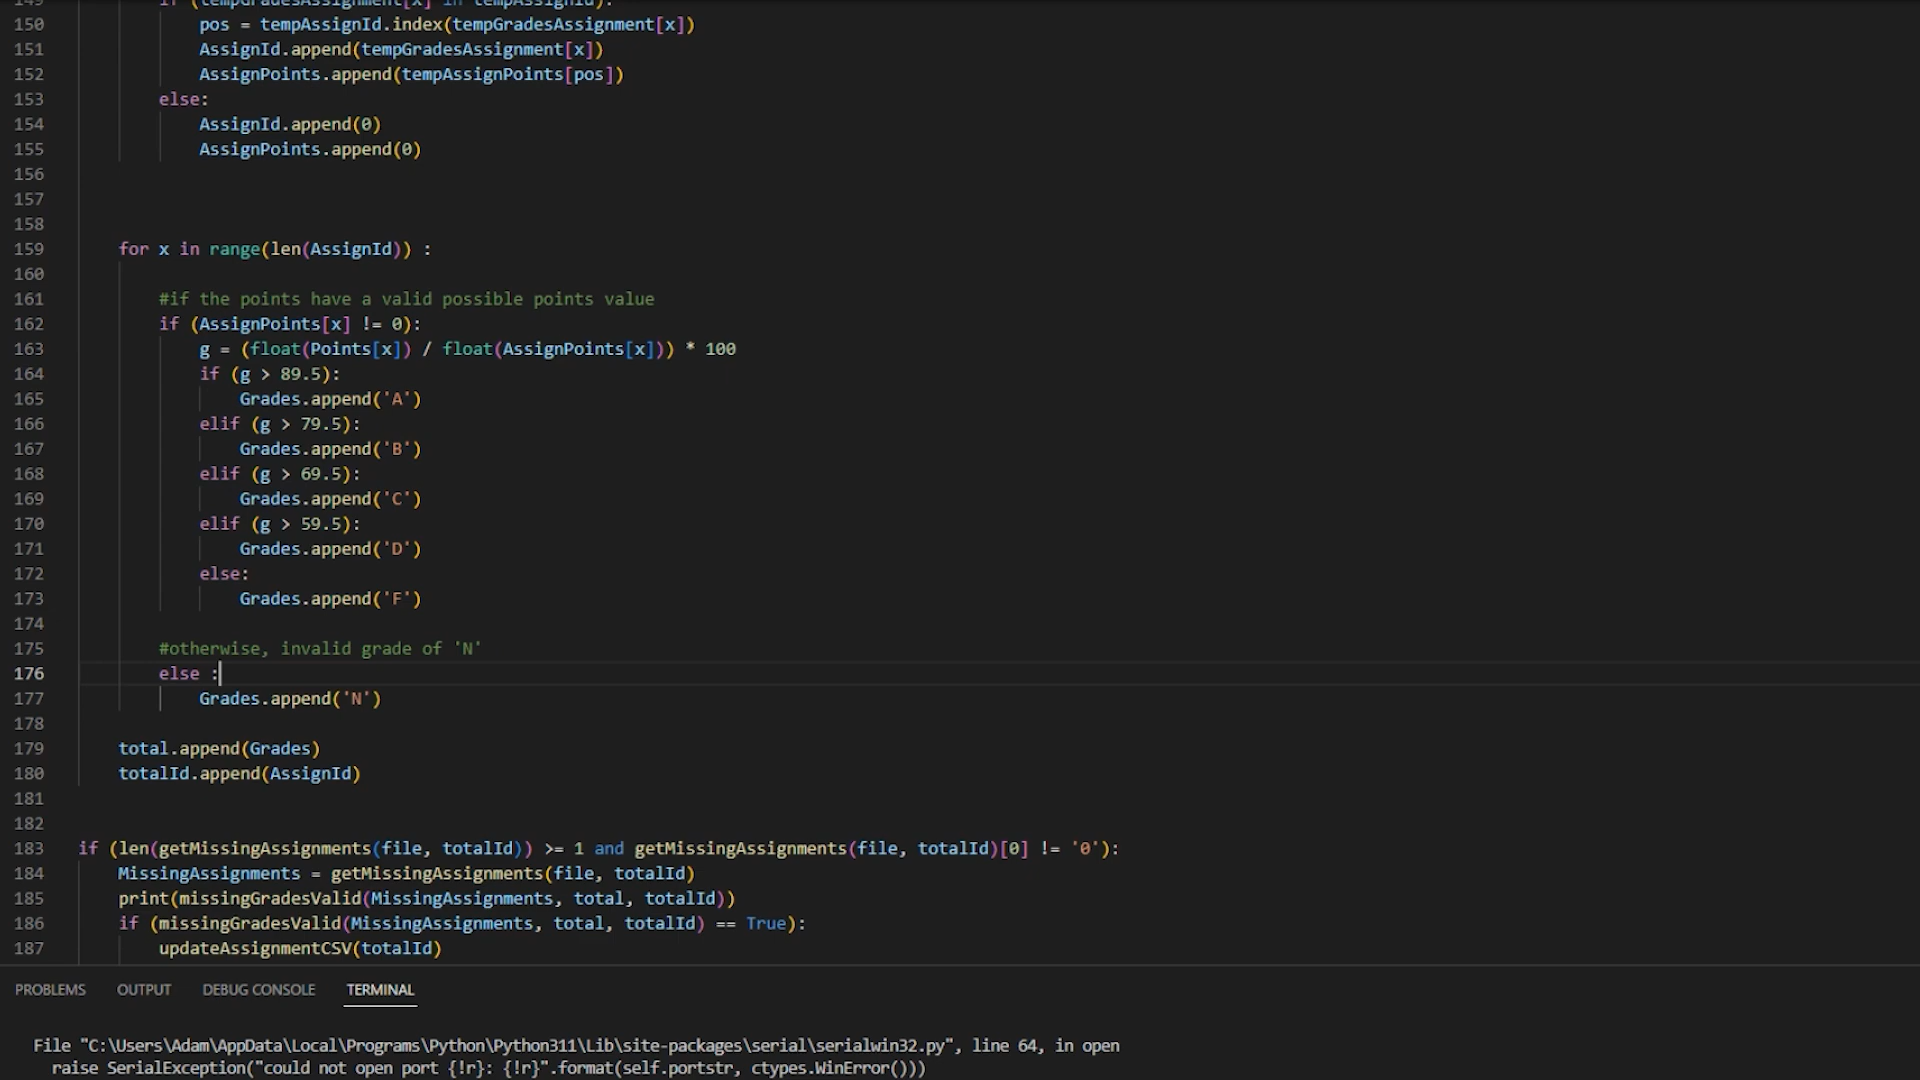 149 if (tempGradesAssignment[x] in tempAssignId):
150 pos = tempAssignId.index(tempGradesAssignment[x])
151 AssignId.append(tempGradesAssignment[x])
152 AssignPoints.append(tempAssignPoints[pos])
153 else:
154 AssignId.append(0)
155 AssignPoints.append(0)
156
157
158
159 for x in range(len(AssignId)) :
160
161 #if the points have a valid possible points value
162 if (AssignPoints[x] != 0):
163 g = (float(Points[x]) / float(AssignPoints[x])) * 100
164 if (g > 89.5):
165 Grades.append('A')
166 elif (g > 79.5):
167 Grades.append('B')
168 elif (g > 69.5):
169 Grades.append('C')
170 elif (g > 59.5):
171 Grades.append('D')
172 else:
173 Grades.append('F')
174
175 #otherwise, invalid grade of 'N'
176 else :
177 Grades.append('N')
178
179 total.append(Grades)
180 totalId.append(AssignId)
181
182
183 if (len(getMissingAssignments(file, totalId)) >= 1 and getMissingAssignments(file, totalId)[0] != '0'):
184 MissingAssignments = getMissingAssignments(file, totalId)
185 print(missingGradesValid(MissingAssignments, total, totalId))
186 if (missingGradesValid(MissingAssignments, total, totalId) == True):
187 updateAssignmentCSV(totalId)
PROBLEMS OUTPUT DEBUG CONSOLE TERMINAL
File "C:\Users\Adam\AppData\Local\Programs\Python\Python311\Lib\site-packages\serial\serialwin32.py", line 64, in open
raise SerialException("could not open port {!r}: {!r}".format(self.portstr, ctypes.WinError()))